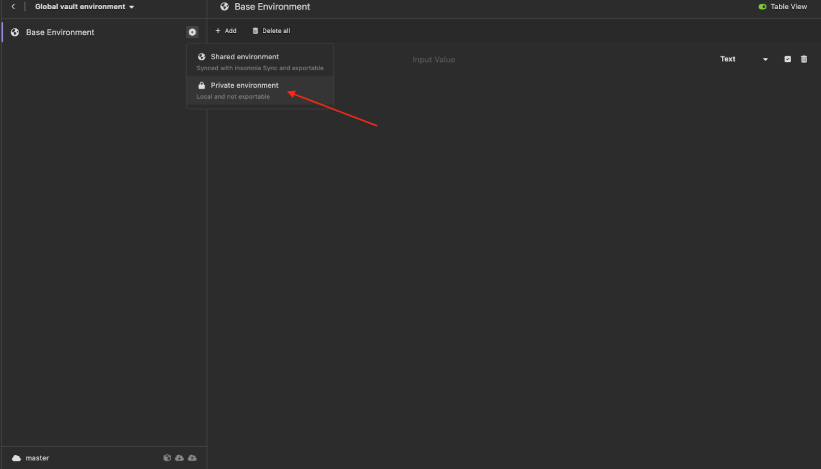 Global vault environment
Base Environment
Table View
Base Environment
Add
Delete all
Shared environment
Synced with Insomnia Sync and exportable
Input Value
Text
Private environment
Local and not exportable
master